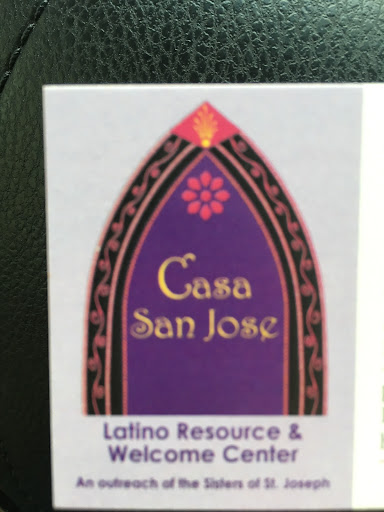 Casa
San Jose
Latino Resource &
Welcome Center
An outreach of the Sisters of St. Joseph